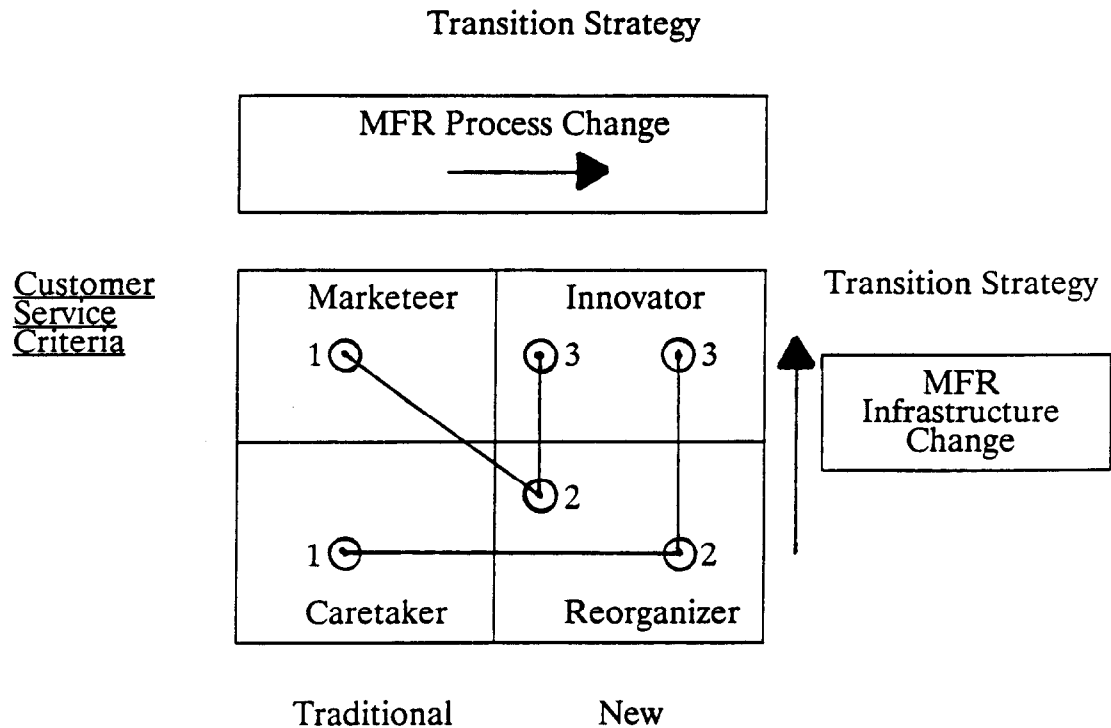 Transition Strategy
MFR Process Change
Customer
Service
Criteria
Marketeer
Innovator
Transition Strategy
1
3
3
MFR
Infrastructure
Change
2
1
2
Caretaker
Reorganizer
Traditional
New